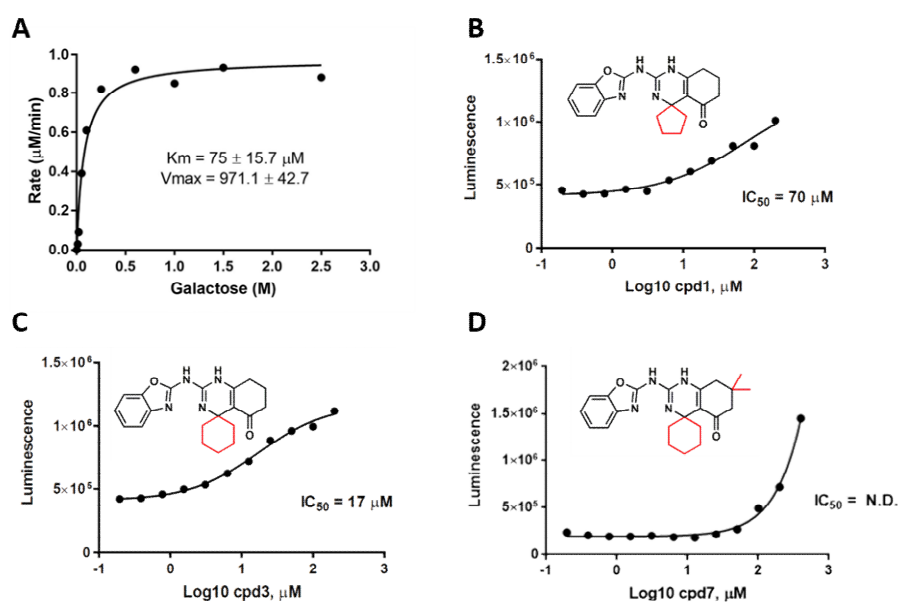 A
Rate (μM/min)
1.0
0.8
0.6
0.4
0.2
0.0
Km = 75 ± 15.7 μM
Vmax = 971.1 ± 42.7
0.0 0.5 1.0 1.5 2.0 2.5 3.0
Galactose (M)
B
Luminescence
1.5×10⁶
1×10⁶
5×10⁵
0
O
N
H
N
N
H
N
O
IC₅₀ = 70 μM
-1 0 1 2 3
Log10 cpd1, μM
C
Luminescence
1.5×10⁶
1×10⁶
5×10⁵
0
O
N
H
N
N
H
N
O
IC₅₀ = 17 μM
-1 0 1 2 3
Log10 cpd3, μM
D
Luminescence
2×10⁶
1.5×10⁶
1×10⁶
5×10⁵
0
O
N
H
N
N
H
N
O
IC₅₀ = N.D.
-1 0 1 2 3
Log10 cpd7, μM